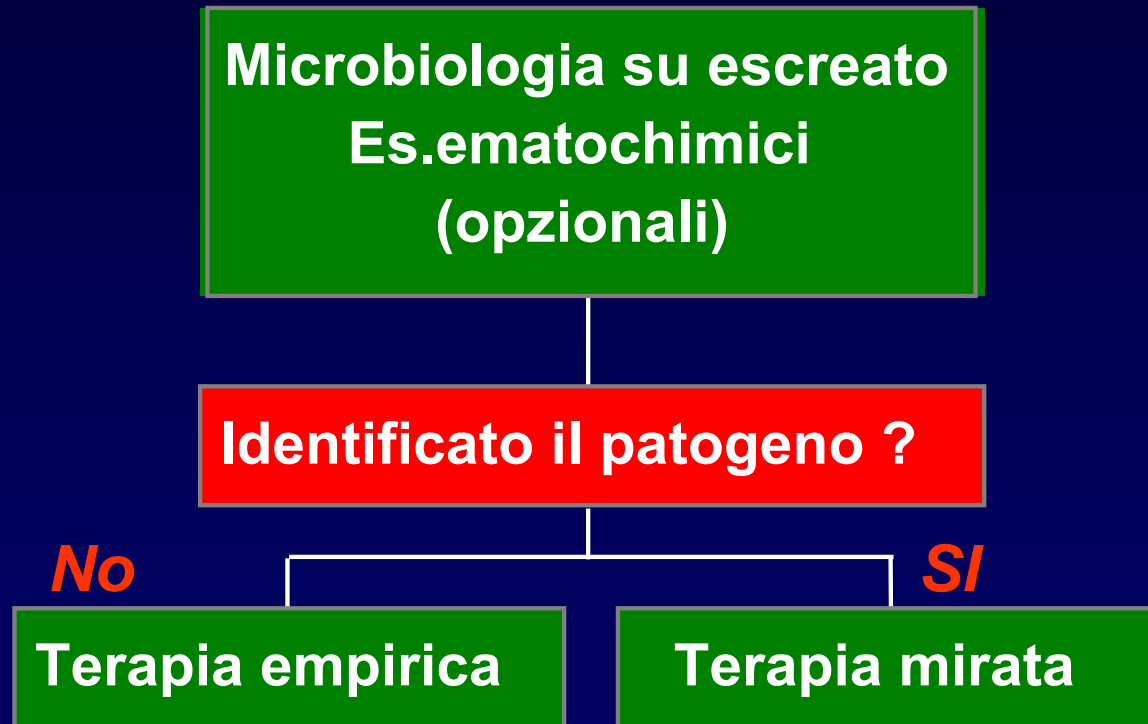 Microbiologia su escreato
Es.ematochimici
(opzionali)
Identificato il patogeno ?
No
SI
Terapia empirica
Terapia mirata